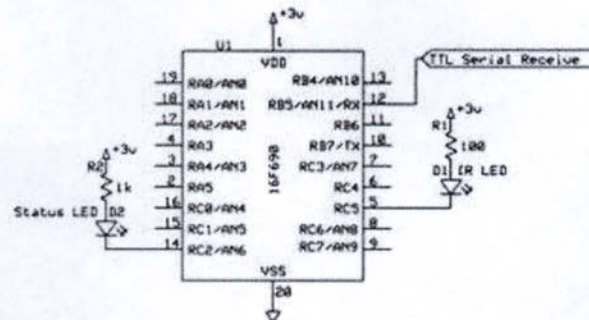 +3v
U1
1
VDD
19 RA0/AN0
18 RA1/AN1
17 RA2/AN2
4 RA3
3 RA4/AN3
2 RA5
16 RC0/AN4
15 RC1/AN5
14 RC2/AN6
16F690
RB4/AN10 13
RB5/AN11/RX 12
RB6 11
RB7/TX 10
RC3/AN7 7
RC4 6
RC5 5
RC6/AN8 8
RC7/AN9 9
VSS
20
TTL Serial Receive
+3v
R1
100
D1 IR LED
+3v
R2
1k
Status LED D2